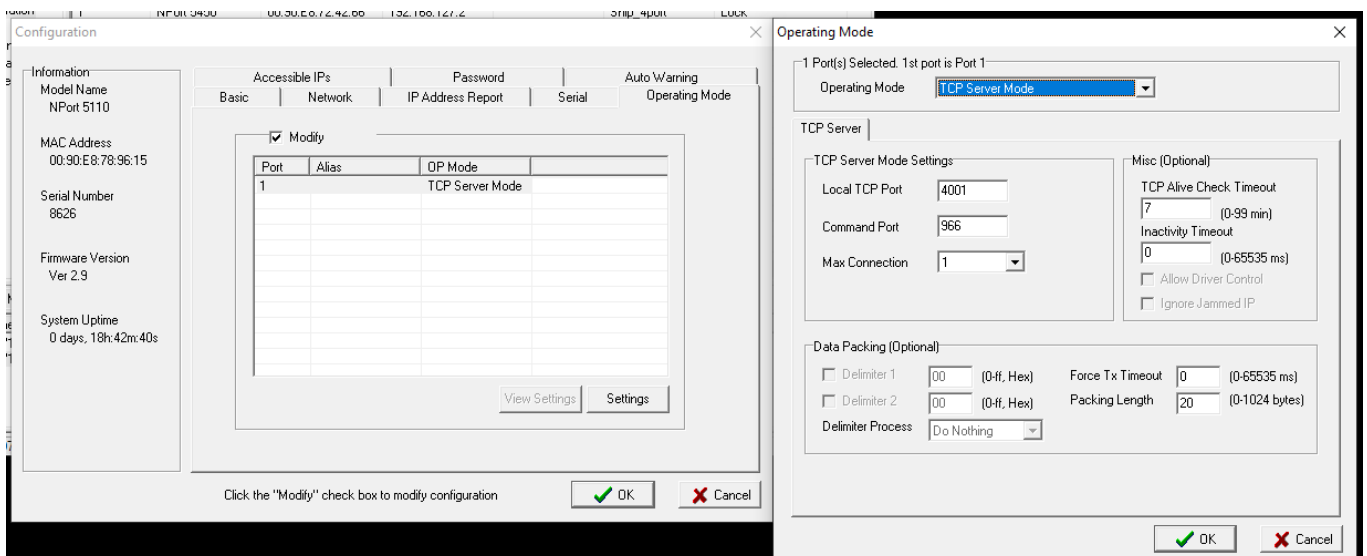 1 NPort 5450 00:90:E8:72:42:66 192.168.127.2 Ship_4port Lock
Configuration
Information
Model Name
NPort 5110
MAC Address
00:90:E8:78:96:15
Serial Number
8626
Firmware Version
Ver 2.9
System Uptime
0 days, 18h:42m:40s
Accessible IPs Password Auto Warning
Basic Network IP Address Report Serial Operating Mode
Modify
Port Alias OP Mode
1 TCP Server Mode
View Settings Settings
Click the "Modify" check box to modify configuration
OK Cancel
Operating Mode
1 Port(s) Selected. 1st port is Port 1
Operating Mode TCP Server Mode
TCP Server
TCP Server Mode Settings
Local TCP Port 4001
Command Port 966
Max Connection 1
Misc (Optional)
TCP Alive Check Timeout
7 (0-99 min)
Inactivity Timeout
0 (0-65535 ms)
Allow Driver Control
Ignore Jammed IP
Data Packing (Optional)
Delimiter 1 00 (0-ff, Hex) Force Tx Timeout 0 (0-65535 ms)
Delimiter 2 00 (0-ff, Hex) Packing Length 20 (0-1024 bytes)
Delimiter Process Do Nothing
OK Cancel